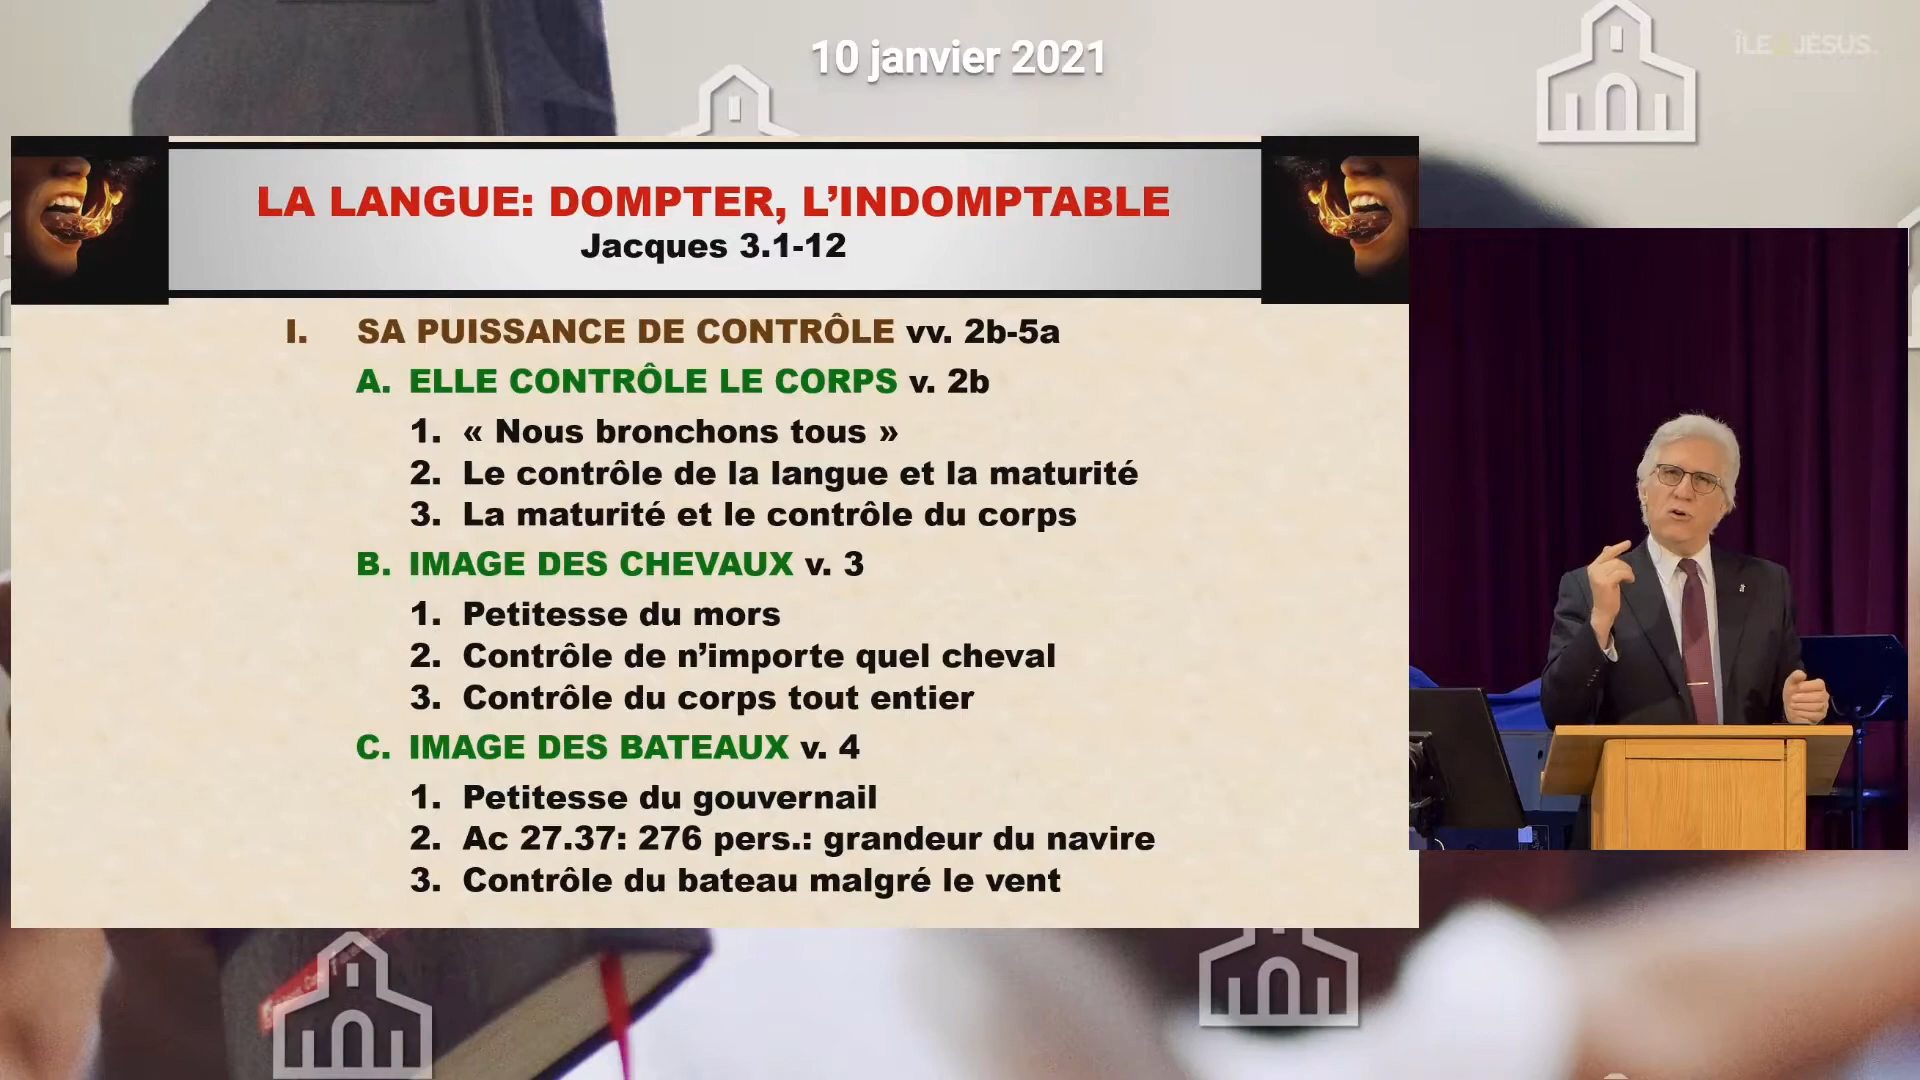 10 janvier 2021
LA LANGUE: DOMPTER, L’INDOMPTABLE
Jacques 3.1-12
I. SA PUISSANCE DE CONTRÔLE vv. 2b-5a
A. ELLE CONTRÔLE LE CORPS v. 2b
1. « Nous bronchons tous »
2. Le contrôle de la langue et la maturité
3. La maturité et le contrôle du corps
B. IMAGE DES CHEVAUX v. 3
1. Petitesse du mors
2. Contrôle de n’importe quel cheval
3. Contrôle du corps tout entier
C. IMAGE DES BATEAUX v. 4
1. Petitesse du gouvernail
2. Ac 27.37: 276 pers.: grandeur du navire
3. Contrôle du bateau malgré le vent